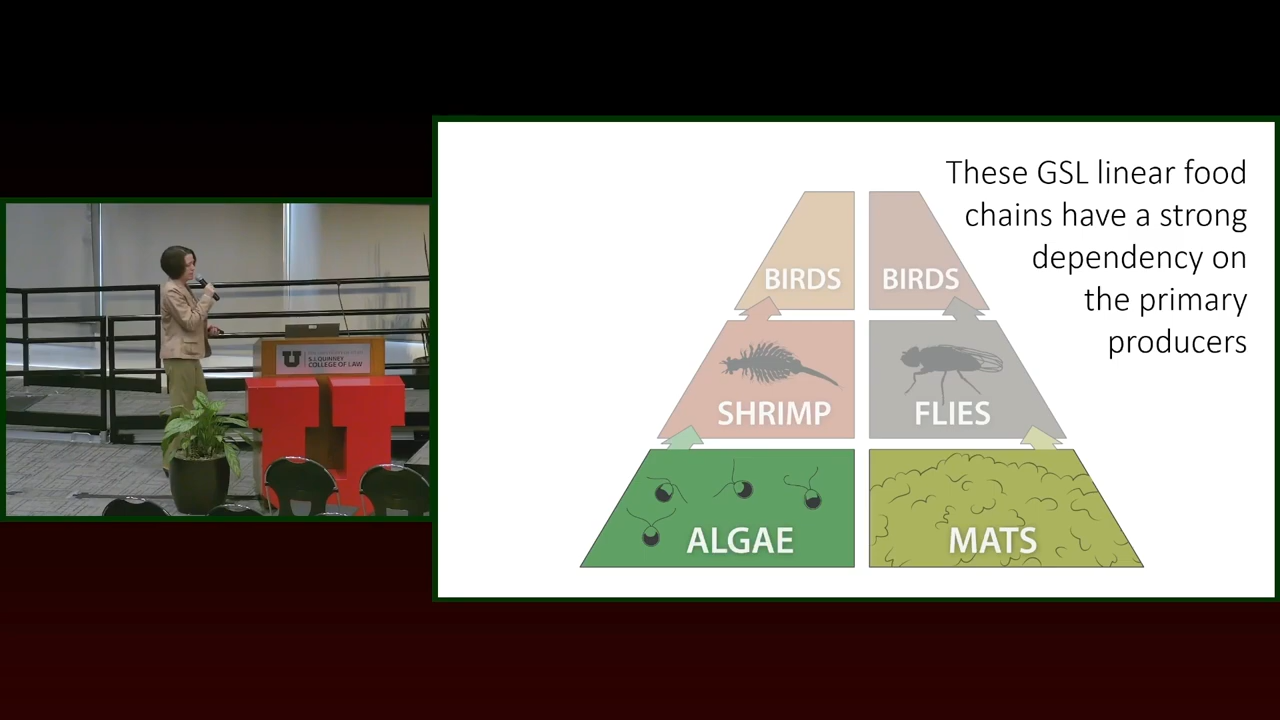 These GSL linear food
chains have a strong
dependency on
the primary
producers
BIRDS
BIRDS
SHRIMP
FLIES
ALGAE
MATS
U
S.J. QUINNEY
COLLEGE OF LAW